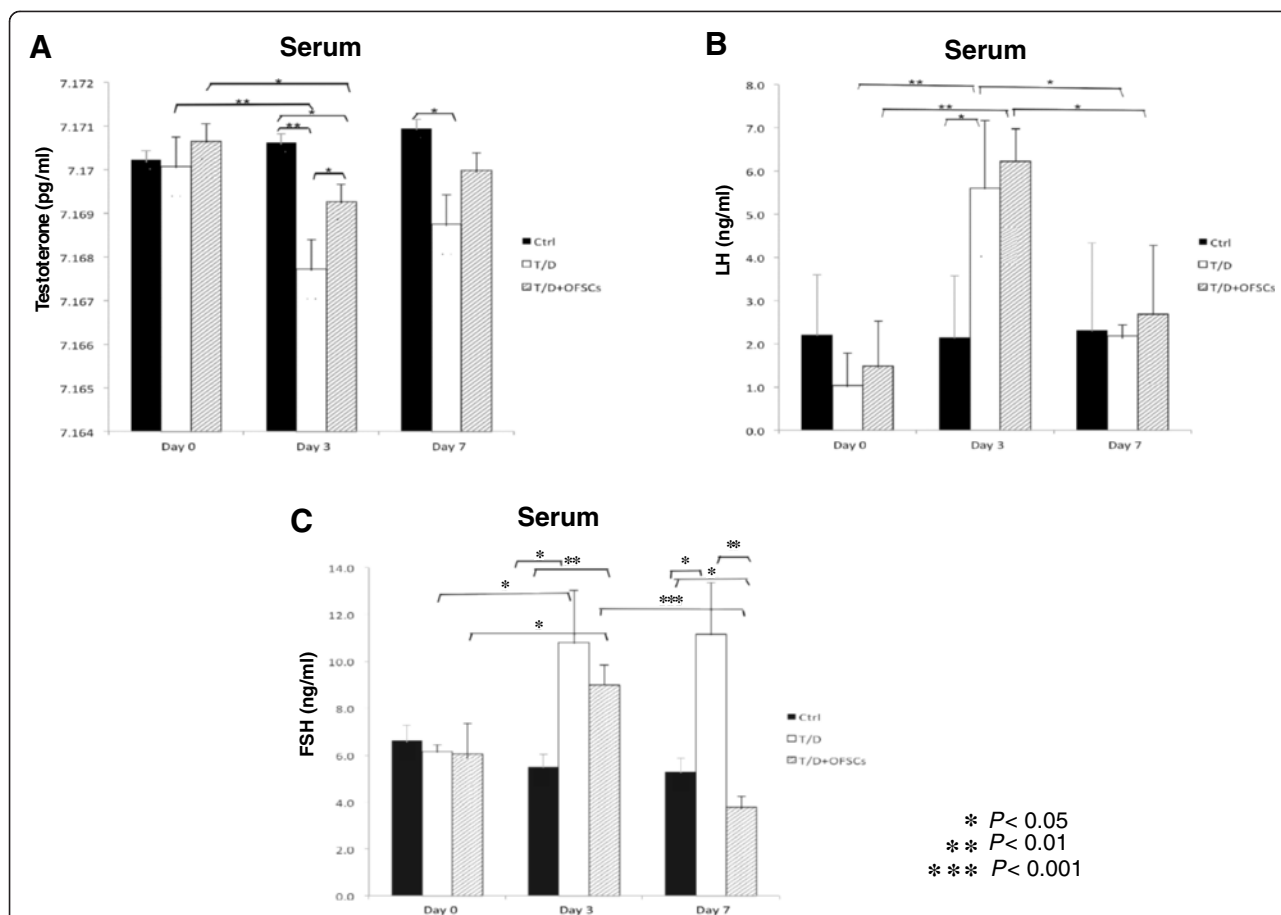 A
Serum
Testoterone (pg/ml)
7.172
7.171
7.17
7.169
7.168
7.167
7.166
7.165
7.164
*
**
*
**
*
*
Day 0
Day 3
Day 7
Ctrl
T/D
T/D+OFSCs
B
Serum
LH (ng/ml)
8.0
7.0
6.0
5.0
4.0
3.0
2.0
1.0
0.0
**
*
**
*
*
Day 0
Day 3
Day 7
Ctrl
T/D
T/D+OFSCs
C
Serum
FSH (ng/ml)
14.0
12.0
10.0
8.0
6.0
4.0
2.0
0.0
**
*
**
*
*
*
***
*
Day 0
Day 3
Day 7
Ctrl
T/D
T/D+OFSCs
* P< 0.05
** P< 0.01
*** P< 0.001